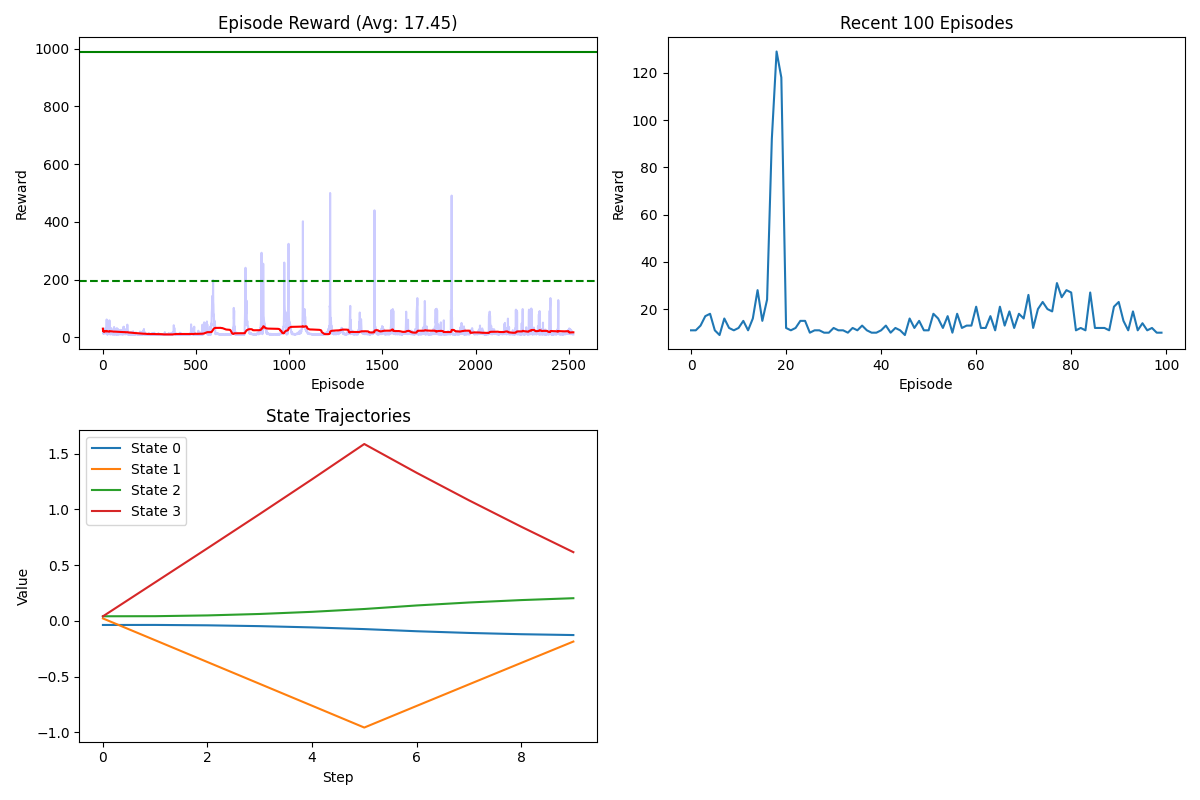 Episode Reward (Avg: 17.45)
Reward
1000
800
600
400
200
0
0 500 1000 1500 2000 2500
Episode
Recent 100 Episodes
Reward
120
100
80
60
40
20
0 20 40 60 80 100
Episode
State Trajectories
Value
1.5
1.0
0.5
0.0
−0.5
−1.0
State 0
State 1
State 2
State 3
0 2 4 6 8
Step